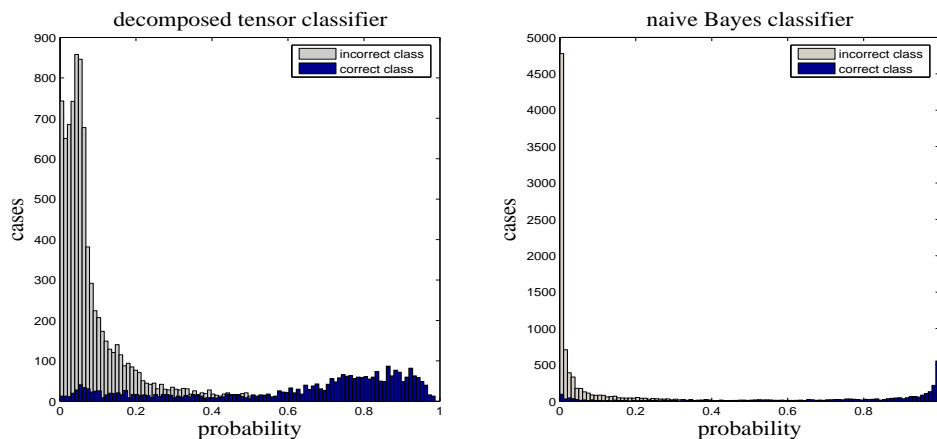 decomposed tensor classifier
900
800
700
600
500
400
300
200
100
0
cases
incorrect class
correct class
0 0.2 0.4 0.6 0.8 1
probability
naive Bayes classifier
5000
4500
4000
3500
3000
2500
2000
1500
1000
500
0
cases
incorrect class
correct class
0 0.2 0.4 0.6 0.8
probability